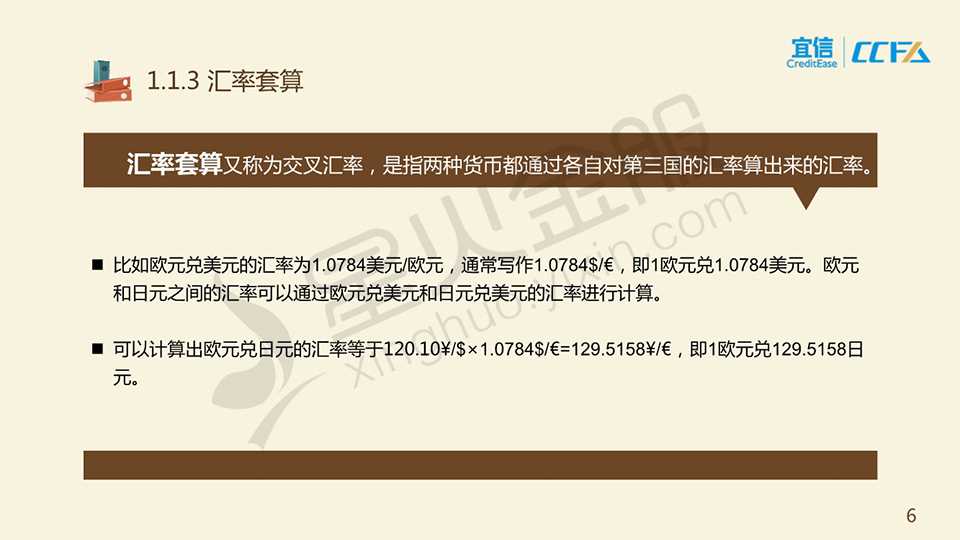 宜信
CreditEase
CCFA
1.1.3 汇率套算
汇率套算又称为交叉汇率，是指两种货币都通过各自对第三国的汇率算出来的汇率。
■ 比如欧元兑美元的汇率为1.0784美元/欧元，通常写作1.0784$/€，即1欧元兑1.0784美元。欧元
和日元之间的汇率可以通过欧元兑美元和日元兑美元的汇率进行计算。
■ 可以计算出欧元兑日元的汇率等于120.10¥/$×1.0784$/€=129.5158¥/€，即1欧元兑129.5158日
元。
星火金服
xinghuo.yixin.com
6